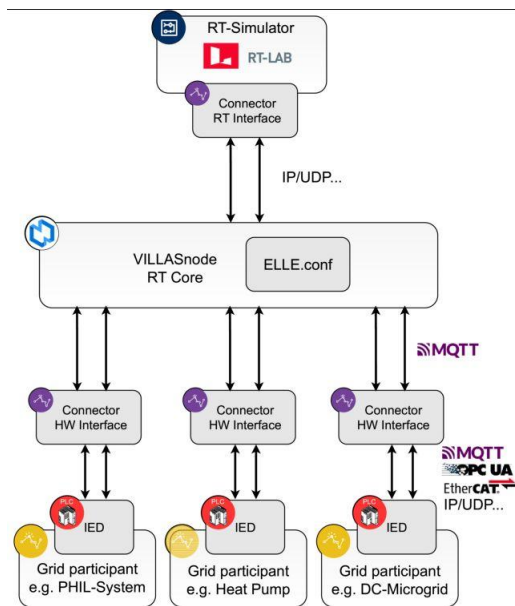 RT-Simulator
RT-LAB
Connector
RT Interface
IP/UDP...
VILLASnode
RT Core
ELLE.conf
MQTT
Connector
HW Interface
Connector
HW Interface
Connector
HW Interface
MQTT
OPC UA
EtherCAT
IP/UDP...
PLC
IED
PLC
IED
PLC
IED
Grid participant
e.g. PHIL-System
Grid participant
e.g. Heat Pump
Grid participant
e.g. DC-Microgrid